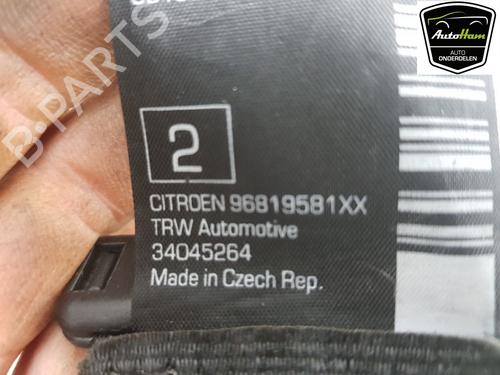 AutoHam
AUTO
ONDERDELEN
B-PARTS
2
CITROEN 96819581XX
TRW Automotive
34045264
Made in Czech Rep.